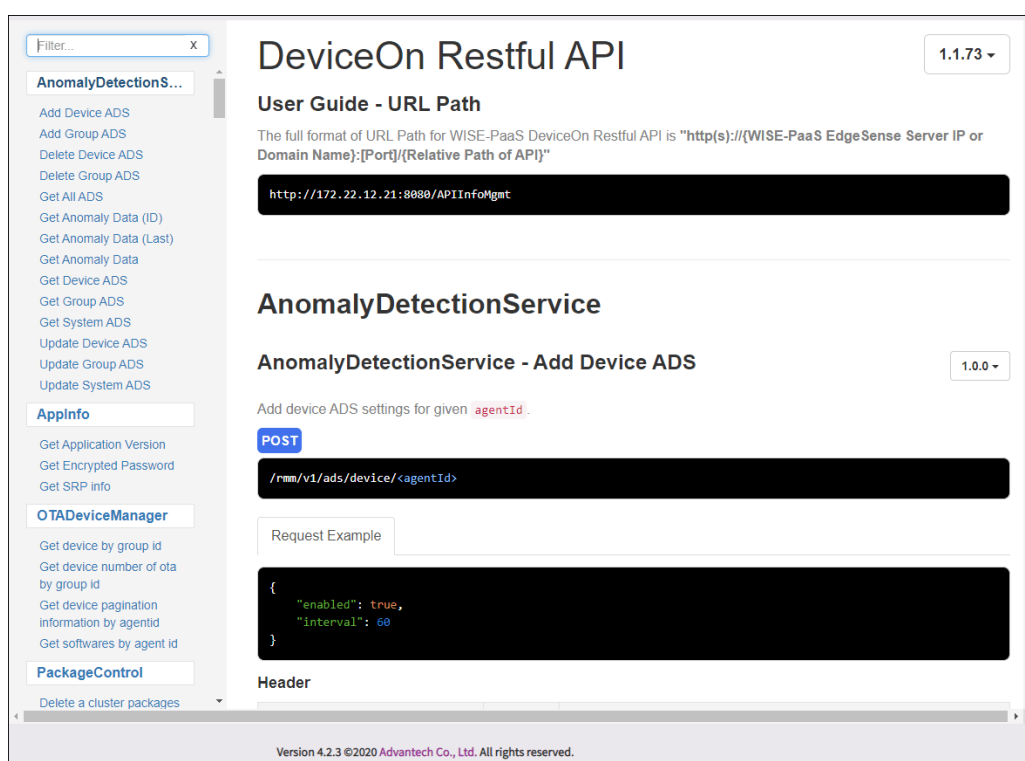 Filter...
X
AnomalyDetectionS...
Add Device ADS
Add Group ADS
Delete Device ADS
Delete Group ADS
Get All ADS
Get Anomaly Data (ID)
Get Anomaly Data (Last)
Get Anomaly Data
Get Device ADS
Get Group ADS
Get System ADS
Update Device ADS
Update Group ADS
Update System ADS
AppInfo
Get Application Version
Get Encrypted Password
Get SRP info
OTADeviceManager
Get device by group id
Get device number of ota
by group id
Get device pagination
information by agentid
Get softwares by agent id
PackageControl
Delete a cluster packages
DeviceOn Restful API
1.1.73
User Guide - URL Path
The full format of URL Path for WISE-PaaS DeviceOn Restful API is "http(s)://{WISE-PaaS EdgeSense Server IP or
Domain Name}:[Port]/{Relative Path of API}"
http://172.22.12.21:8080/APIInfoMgmt
AnomalyDetectionService
AnomalyDetectionService - Add Device ADS
1.0.0
Add device ADS settings for given agentId .
POST
/rmm/v1/ads/device/<agentId>
Request Example
{
"enabled": true,
"interval": 60
}
Header
Version 4.2.3 ©2020 Advantech Co., Ltd. All rights reserved.